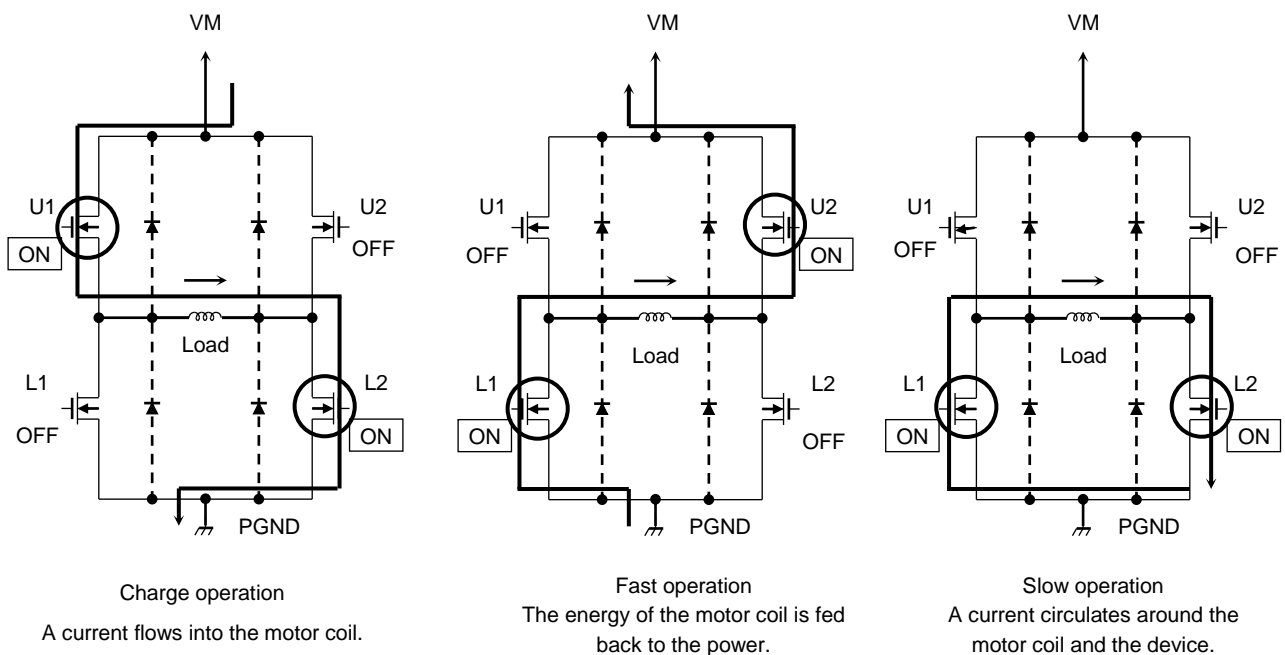 VM
U1
U2
ON
OFF
Load
L1
L2
OFF
ON
PGND
Charge operation
A current flows into the motor coil.
VM
U1
U2
OFF
ON
Load
L1
L2
ON
OFF
PGND
Fast operation
The energy of the motor coil is fed
back to the power.
VM
U1
U2
OFF
OFF
Load
L1
L2
ON
ON
PGND
Slow operation
A current circulates around the
motor coil and the device.